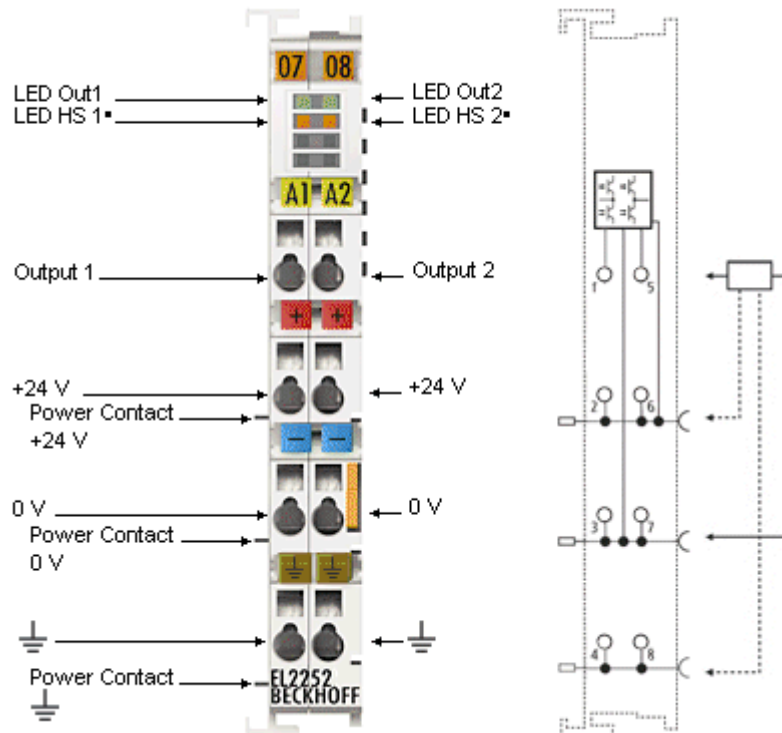 07 08
LED Out1
LED Out2
LED HS 1▪
LED HS 2▪
A1 A2
Output 1
Output 2
1
5
+ +
+24 V
+24 V
2
6
Power Contact
+24 V
− −
0 V
0 V
3
7
Power Contact
0 V
4
8
Power Contact
EL2252
BECKHOFF